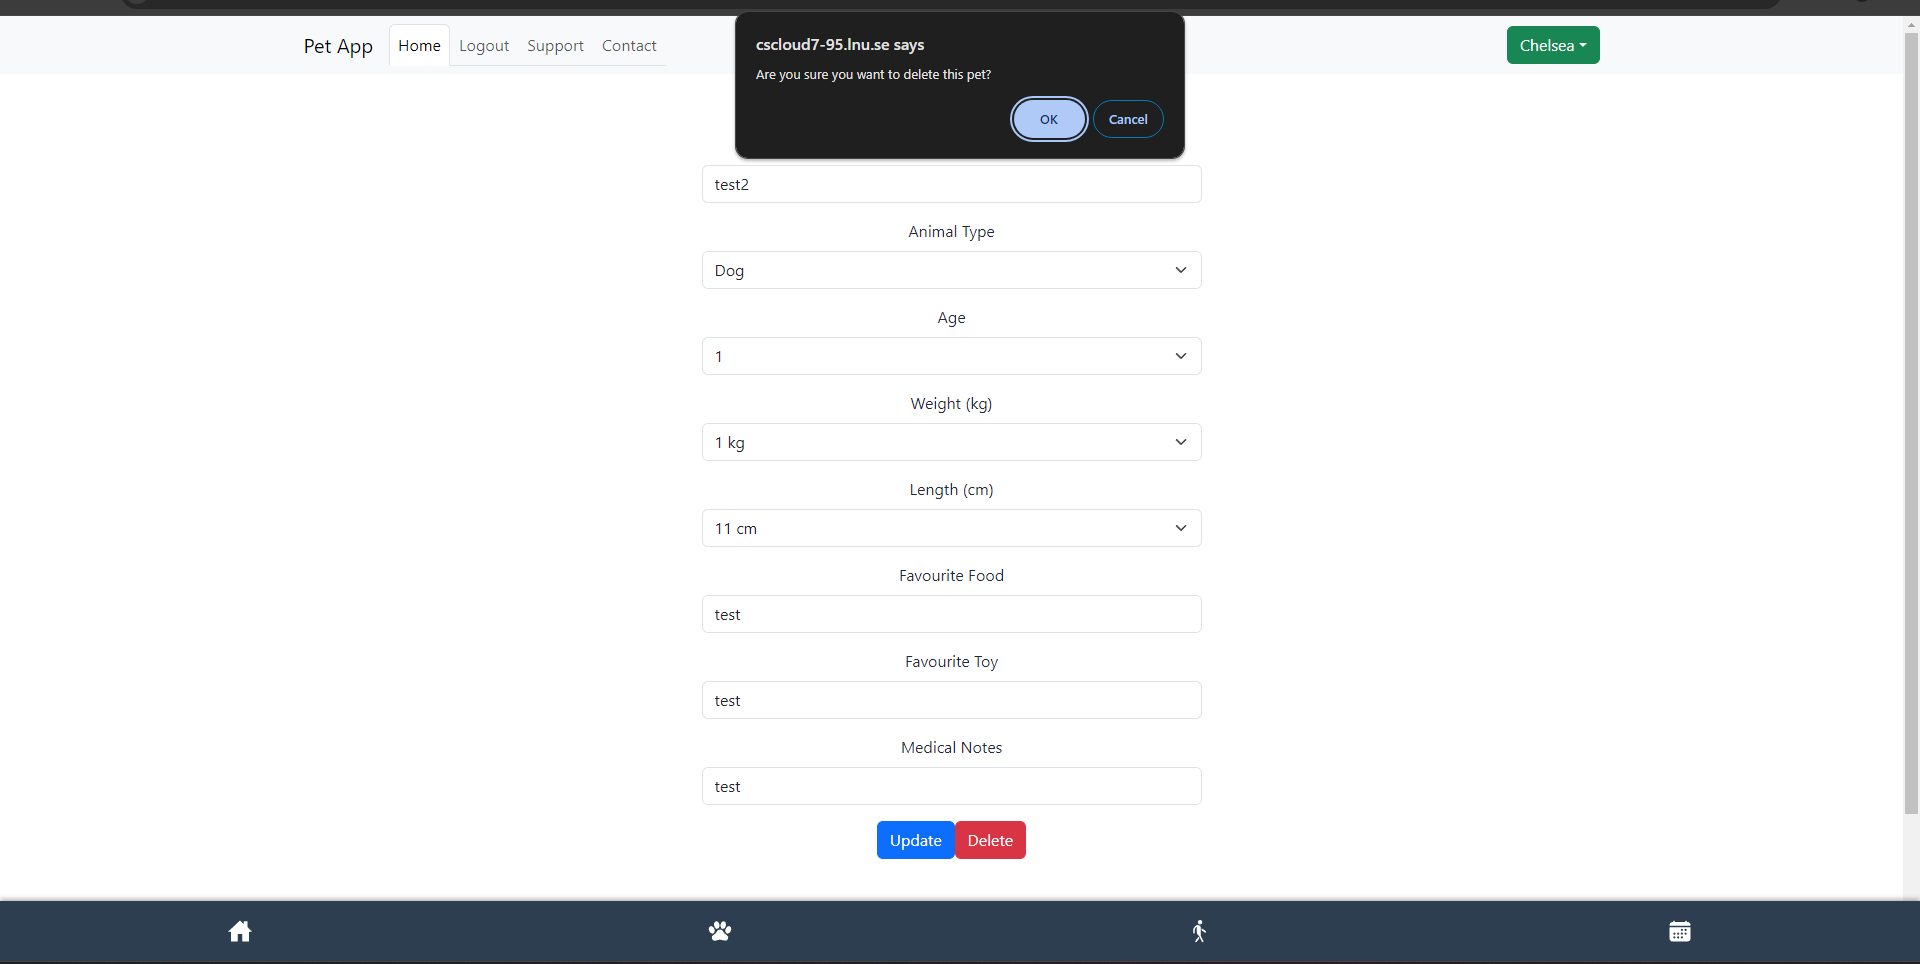 Pet App Home Logout Support Contact
Chelsea
cscloud7-95.lnu.se says
Are you sure you want to delete this pet?
OK Cancel
test2
Animal Type
Dog
Age
1
Weight (kg)
1 kg
Length (cm)
11 cm
Favourite Food
test
Favourite Toy
test
Medical Notes
test
Update Delete